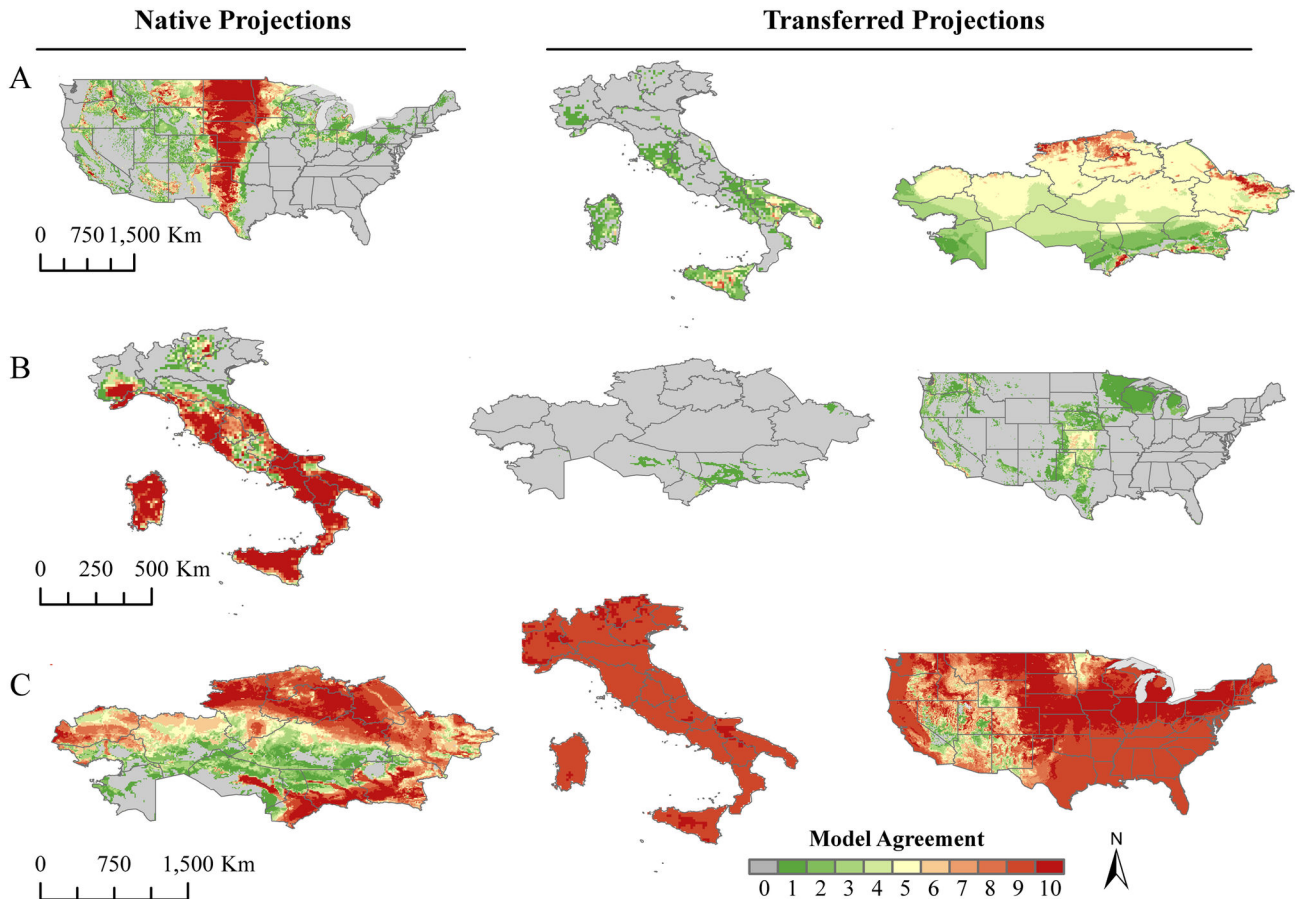 Native Projections
Transferred Projections
A
0 750 1,500 Km
B
0 250 500 Km
C
0 750 1,500 Km
Model Agreement
0 1 2 3 4 5 6 7 8 9 10
N